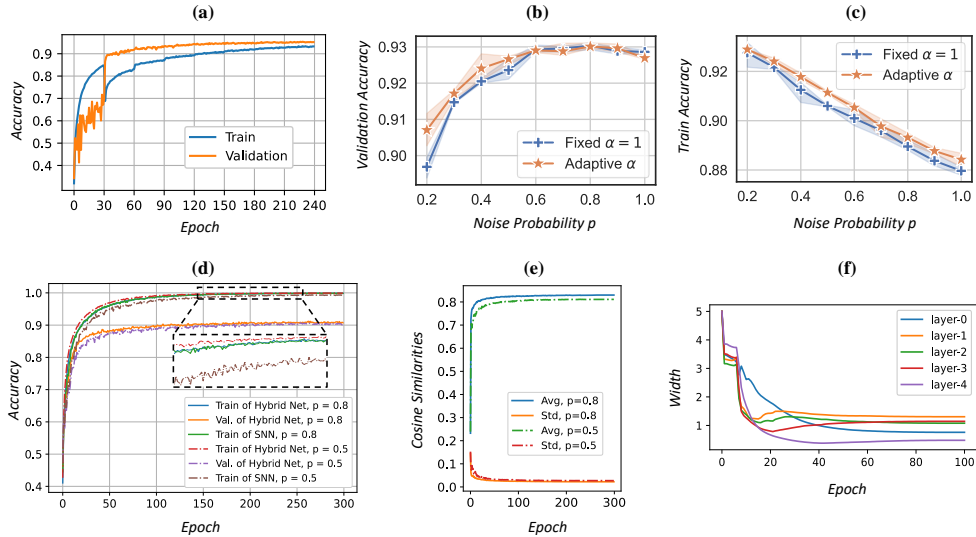 (a)
0.9
0.8
0.7
0.6
0.5
0.4
Accuracy
Train
Validation
0 30 60 90 120 150 180 210 240
Epoch
(b)
0.93
0.92
0.91
0.90
Validation Accuracy
Fixed α = 1
Adaptive α
0.2 0.4 0.6 0.8 1.0
Noise Probability p
(c)
0.92
0.90
0.88
Train Accuracy
Fixed α = 1
Adaptive α
0.2 0.4 0.6 0.8 1.0
Noise Probability p
(d)
1.0
0.9
0.8
0.7
0.6
0.5
0.4
Accuracy
Train of Hybrid Net, p = 0.8
Val. of Hybrid Net, p = 0.8
Train of SNN, p = 0.8
Train of Hybrid Net, p = 0.5
Val. of Hybrid Net, p = 0.5
Train of SNN, p = 0.5
0 50 100 150 200 250 300
Epoch
(e)
0.8
0.6
0.4
0.3
0.2
0.1
0.0
Cosine Similarities
Avg, p=0.8
Std, p=0.8
Avg, p=0.5
Std, p=0.5
0 100 200 300
Epoch
(f)
5
4
3
2
1
Width
layer-0
layer-1
layer-2
layer-3
layer-4
0 20 40 60 80 100
Epoch